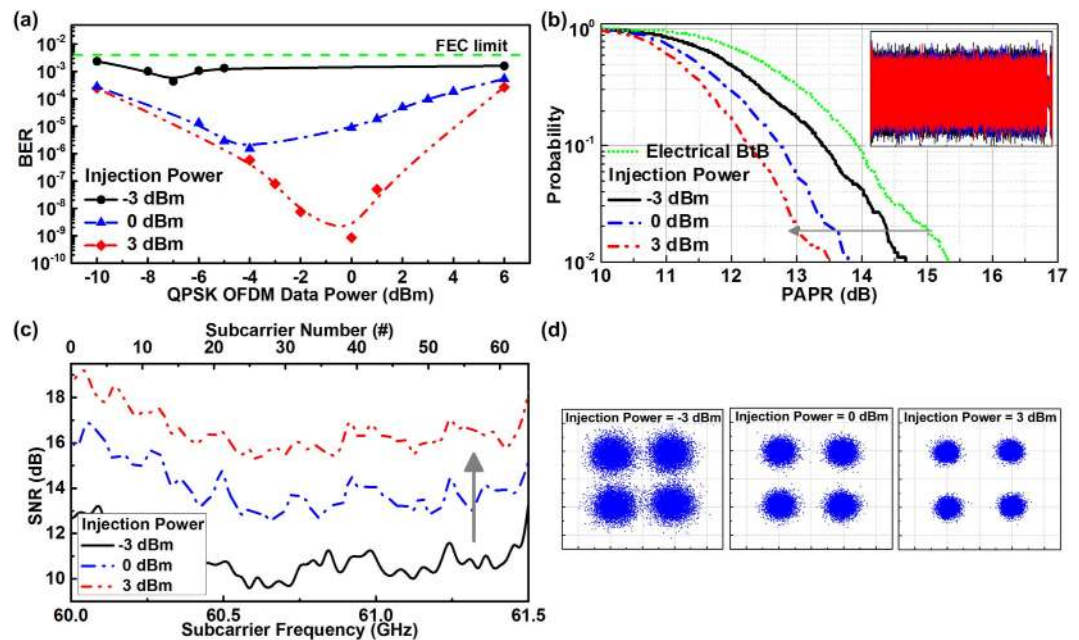 (a)
10⁻²
10⁻³
10⁻⁴
10⁻⁵
10⁻⁶
10⁻⁷
10⁻⁸
10⁻⁹
10⁻¹⁰
BER
FEC limit
Injection Power
-3 dBm
0 dBm
3 dBm
-10 -8 -6 -4 -2 0 2 4 6
QPSK OFDM Data Power (dBm)
(b)
10⁰
10⁻¹
10⁻²
Probability
Electrical BtB
Injection Power
-3 dBm
0 dBm
3 dBm
10 11 12 13 14 15 16 17
PAPR (dB)
(c)
Subcarrier Number (#)
0 10 20 30 40 50 60
18
16
14
12
10
SNR (dB)
Injection Power
-3 dBm
0 dBm
3 dBm
60.0 60.5 61.0 61.5
Subcarrier Frequency (GHz)
(d)
Injection Power = -3 dBm
Injection Power = 0 dBm
Injection Power = 3 dBm